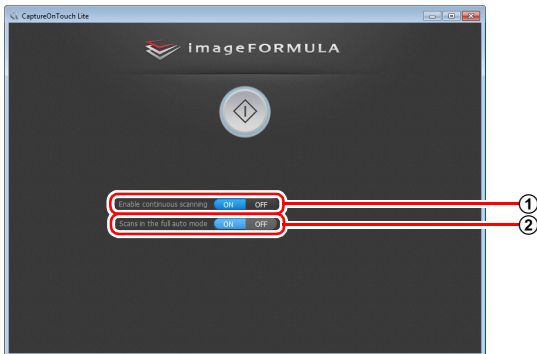 CaptureOnTouch Lite
imageFORMULA
Enable continuous scanning ON OFF
①
Scans in the full auto mode ON OFF
②